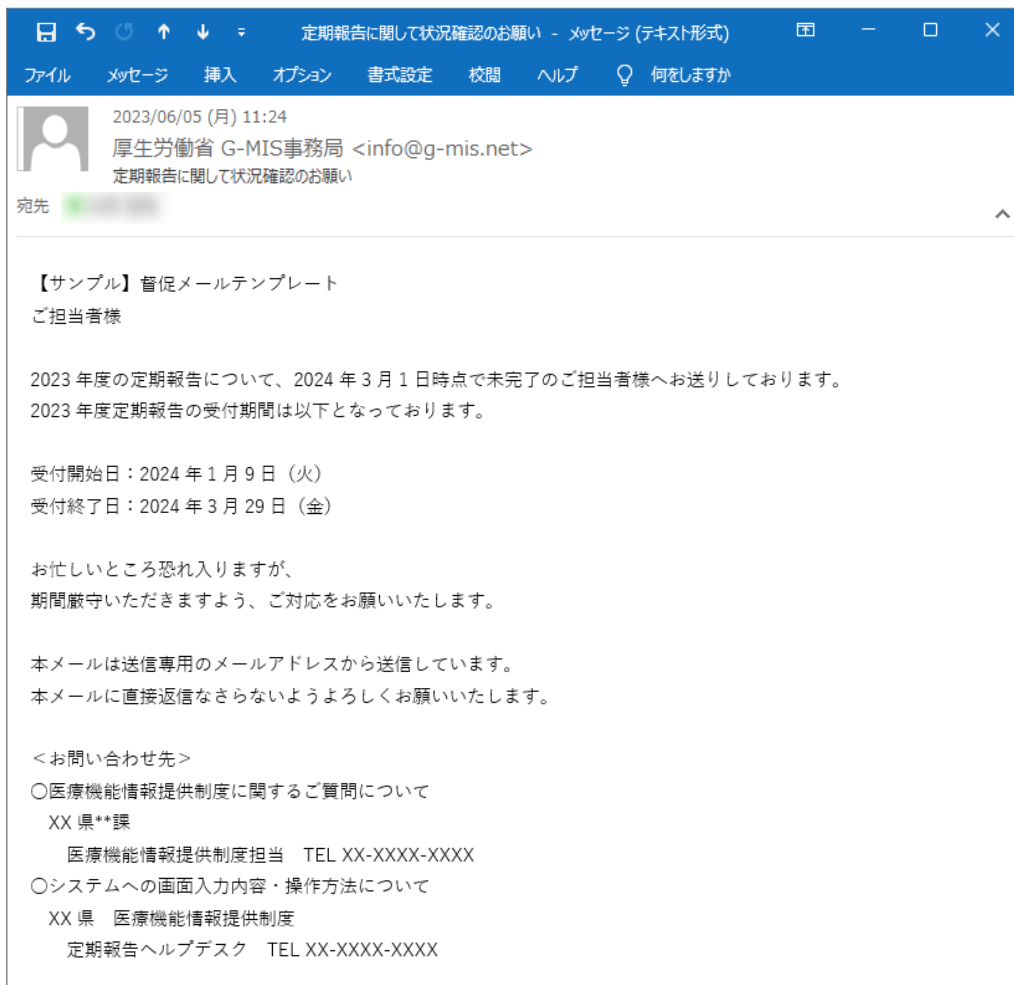 定期報告に関して状況確認のお願い - メッセージ (テキスト形式)
ファイル メッセージ 挿入 オプション 書式設定 校閲 ヘルプ 何をしますか
2023/06/05 (月) 11:24
厚生労働省 G-MIS事務局 <info@g-mis.net>
定期報告に関して状況確認のお願い
宛先
【サンプル】督促メールテンプレート
ご担当者様
2023 年度の定期報告について、2024 年 3 月 1 日時点で未完了のご担当者様へお送りしております。
2023 年度定期報告の受付期間は以下となっております。
受付開始日：2024 年 1 月 9 日（火）
受付終了日：2024 年 3 月 29 日（金）
お忙しいところ恐れ入りますが、
期間厳守いただきますよう、ご対応をお願いいたします。
本メールは送信専用のメールアドレスから送信しています。
本メールに直接返信なさらないようよろしくお願いいたします。
＜お問い合わせ先＞
〇医療機能情報提供制度に関するご質問について
XX 県**課
医療機能情報提供制度担当　TEL XX-XXXX-XXXX
〇システムへの画面入力内容・操作方法について
XX 県　医療機能情報提供制度
定期報告ヘルプデスク　TEL XX-XXXX-XXXX